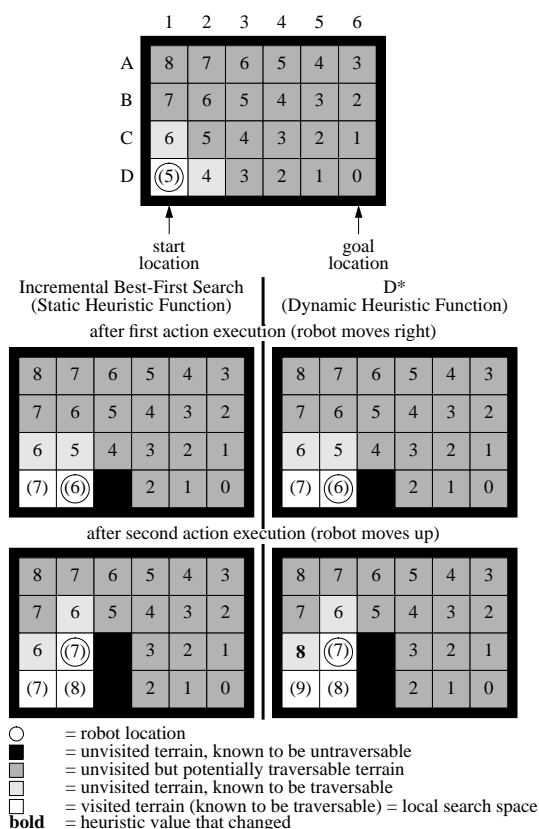 1 2 3 4 5 6
A 8 7 6 5 4 3
B 7 6 5 4 3 2
C 6 5 4 3 2 1
D (5) 4 3 2 1 0
start location
goal location
Incremental Best-First Search
(Static Heuristic Function)
D*
(Dynamic Heuristic Function)
after first action execution (robot moves right)
8 7 6 5 4 3
7 6 5 4 3 2
6 5 4 3 2 1
(7) (6) 2 1 0
8 7 6 5 4 3
7 6 5 4 3 2
6 5 4 3 2 1
(7) (6) 2 1 0
after second action execution (robot moves up)
8 7 6 5 4 3
7 6 5 4 3 2
6 (7) 3 2 1
(7) (8) 2 1 0
8 7 6 5 4 3
7 6 5 4 3 2
8 (7) 3 2 1
(9) (8) 2 1 0
= robot location
= unvisited terrain, known to be untraversable
= unvisited but potentially traversable terrain
= unvisited terrain, known to be traversable
= visited terrain (known to be traversable) = local search space
bold = heuristic value that changed